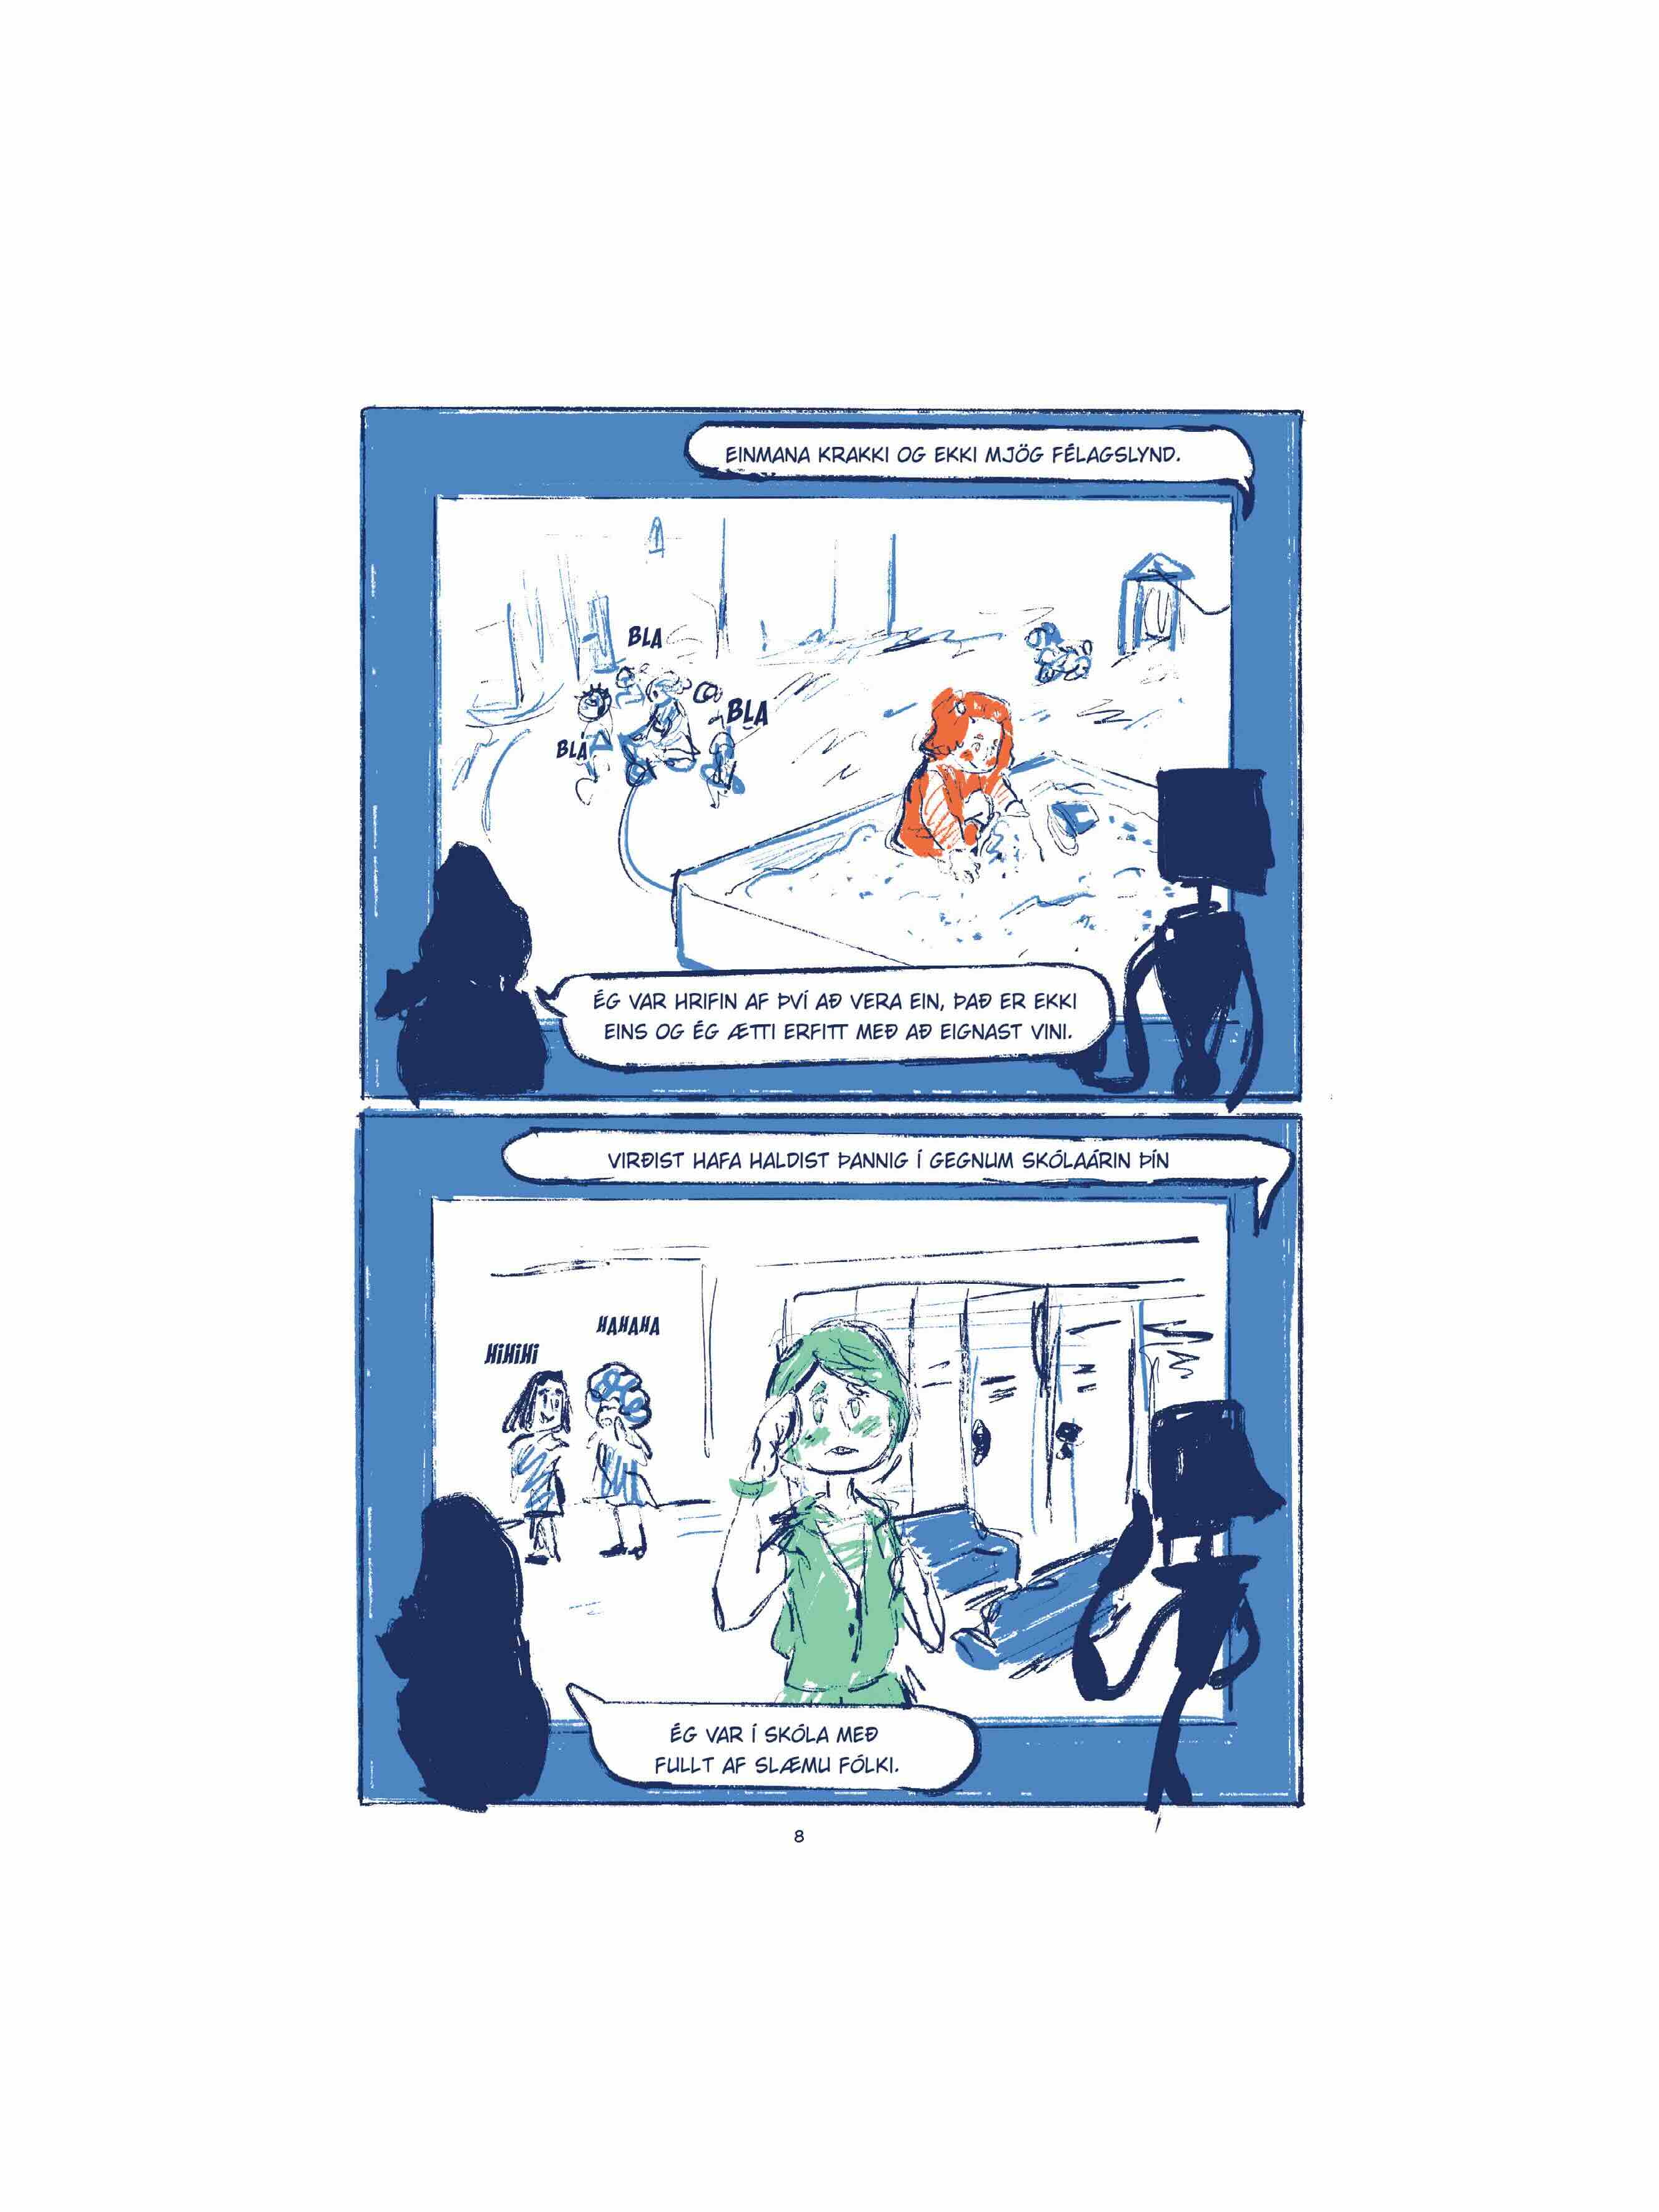 EINMANA KRAKKI OG EKKI MJÖG FÉLAGSLYND.
BLA
BLA
BLÁ
ÉG VAR HRIFIN AF ÞVÍ AÐ VERA EIN, ÞAÐ ER EKKI
EINS OG ÉG ÆTTI ERFITT MEÐ AÐ EIGNAST VINI.
VIRÐIST HAFA HALDIST ÞANNIG Í GEGNUM SKÓLAÁRIN ÞÍN
HAHAHA
HiHiHi
ÉG VAR Í SKÓLA MEÐ
FULLT AF SLÆMU FÓLKI.
8